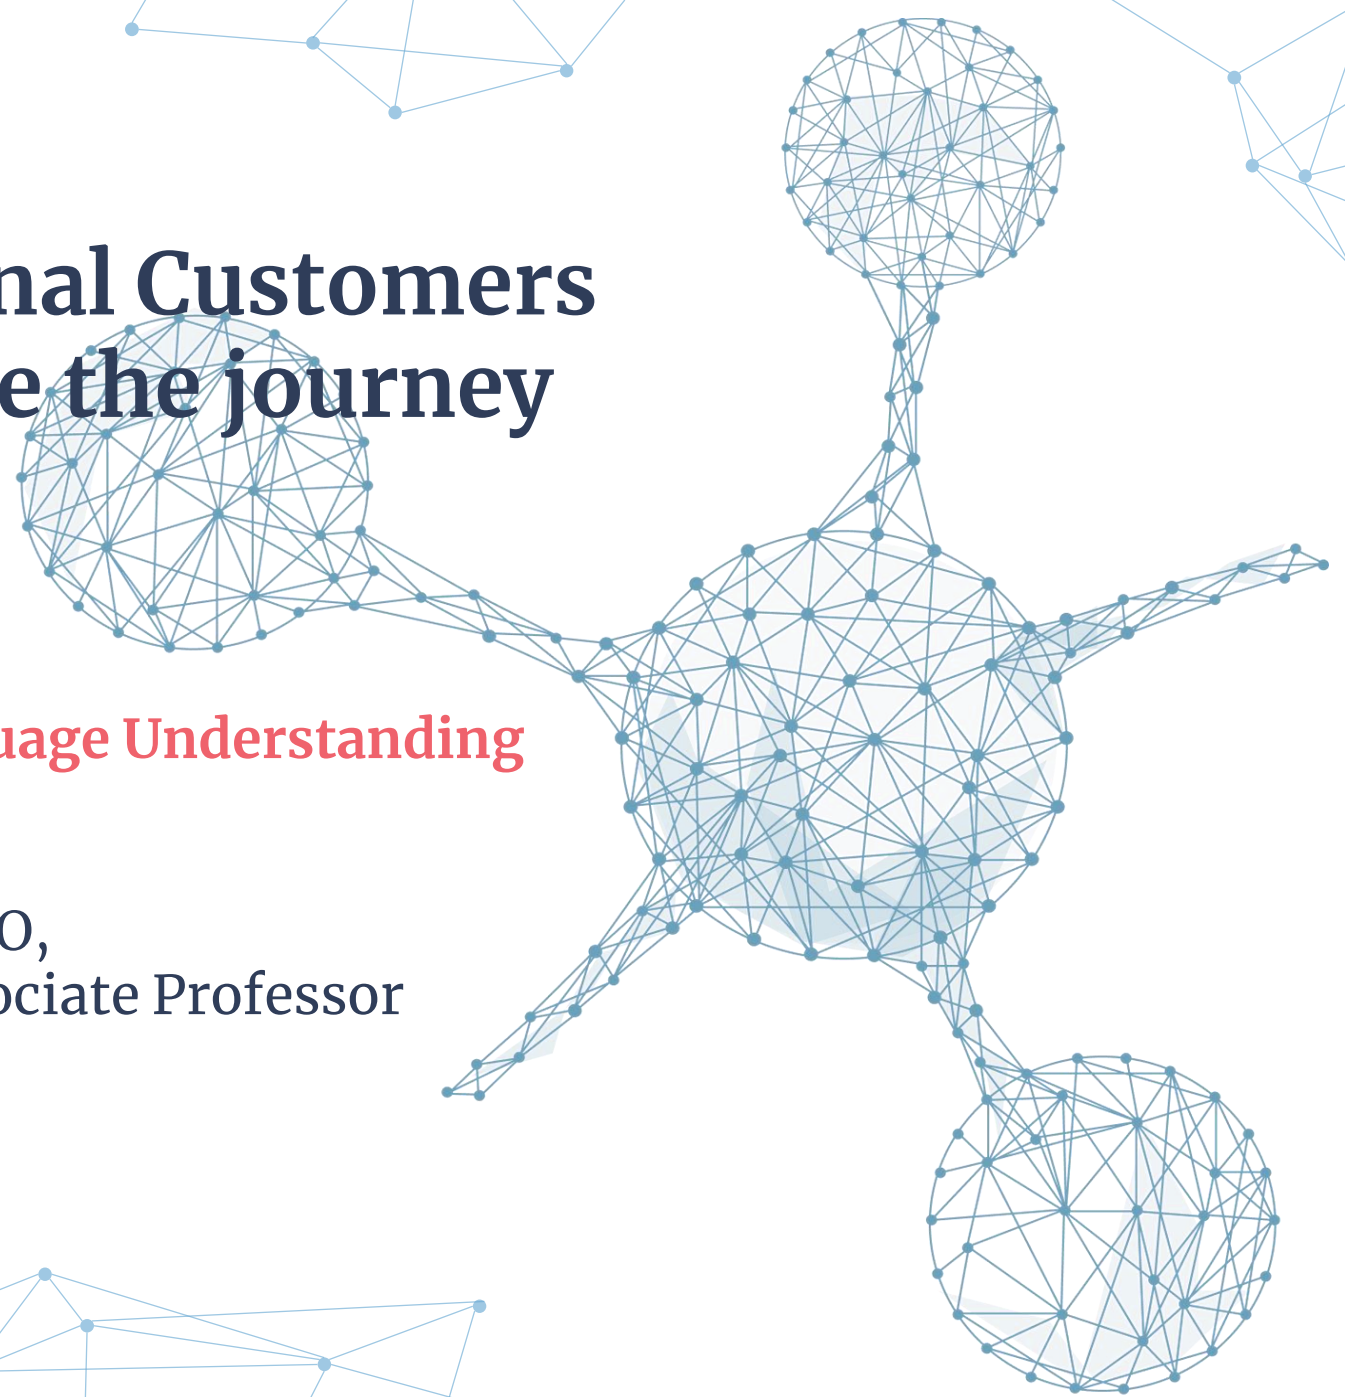 nal Customers
e the journey
uage Understanding
O,
ociate Professor